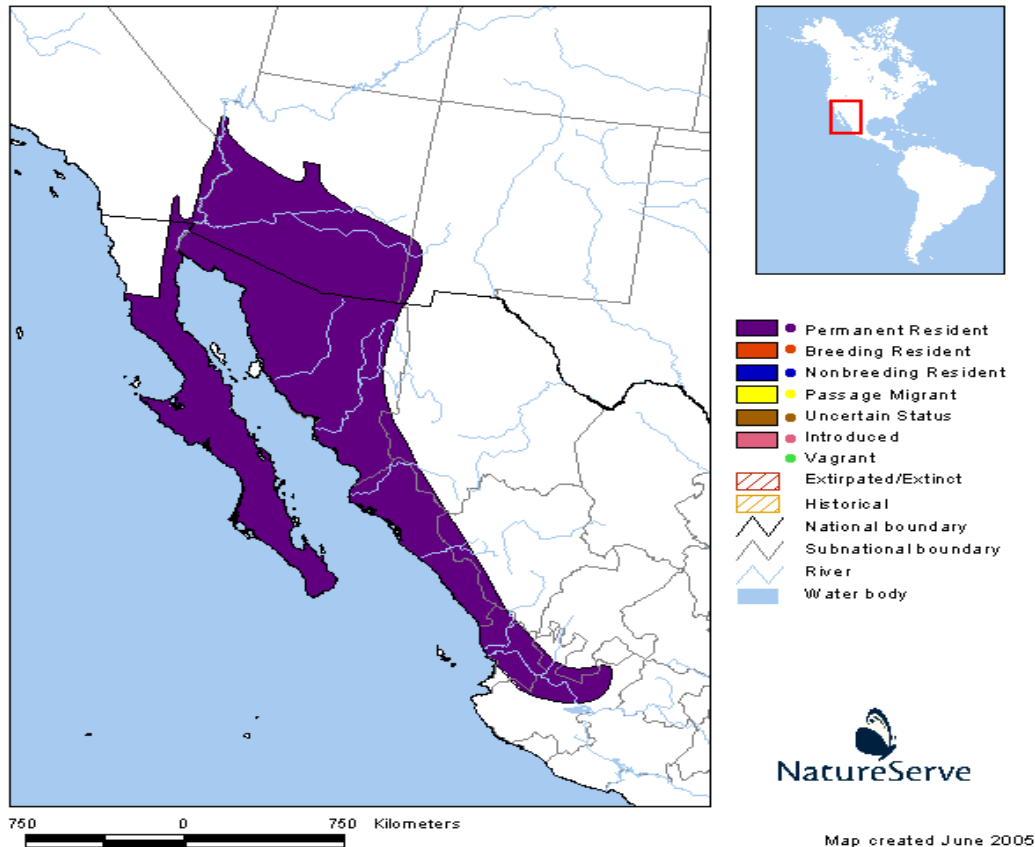 Permanent Resident
Breeding Resident
Nonbreeding Resident
Passage Migrant
Uncertain Status
Introduced
Vagrant
Extirpated/Extinct
Historical
National boundary
Subnational boundary
River
Water body
NatureServe
750 0 750 Kilometers
Map created June 2005